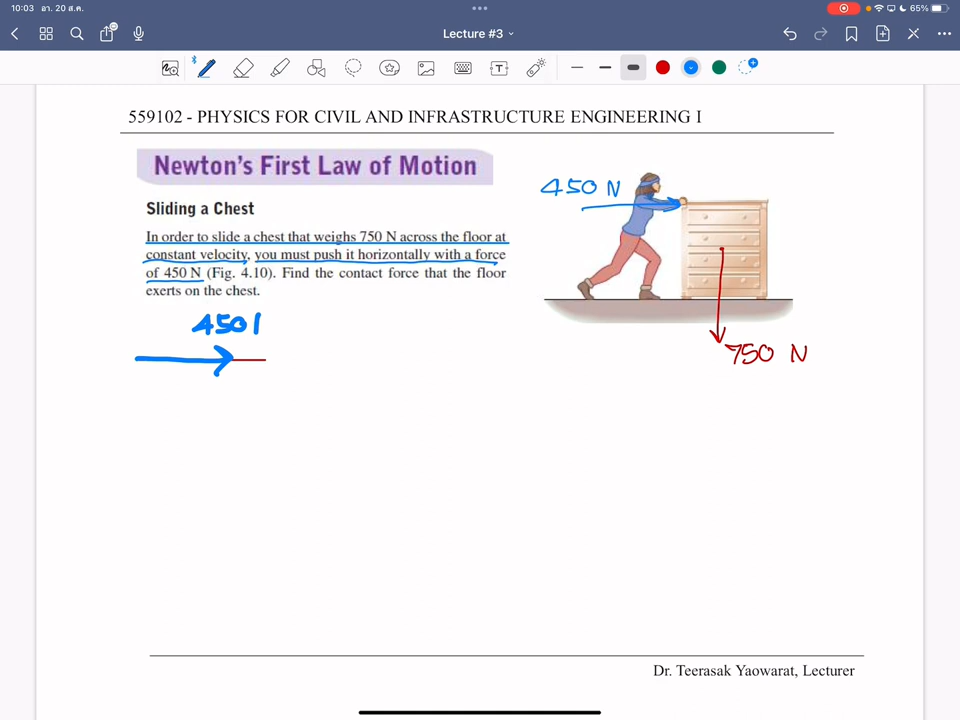 10:03 อา. 20 ส.ค.
65%
Lecture #3
559102 - PHYSICS FOR CIVIL AND INFRASTRUCTURE ENGINEERING I
Newton's First Law of Motion
Sliding a Chest
In order to slide a chest that weighs 750 N across the floor at
constant velocity, you must push it horizontally with a force
of 450 N (Fig. 4.10). Find the contact force that the floor
exerts on the chest.
450 N
450 l
750 N
Dr. Teerasak Yaowarat, Lecturer